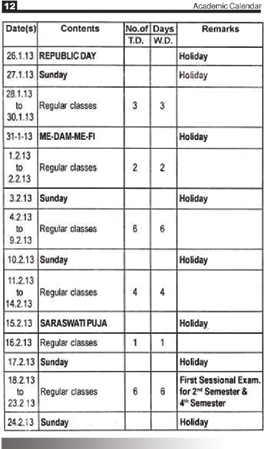 12 Academic Calendar
Date(s) Contents No.of Days Remarks
T.D. W.D.
26.1.13 REPUBLIC DAY Holiday
27.1.13 Sunday Holiday
28.1.13
to Regular classes 3 3
30.1.13
31-1-13 ME-DAM-ME-FI Holiday
1.2.13
to Regular classes 2 2
2.2.13
3.2.13 Sunday Holiday
4.2.13
to Regular classes 6 6
9.2.13
10.2.13 Sunday Holiday
11.2.13
to Regular classes 4 4
14.2.13
15.2.13 SARASWATI PUJA Holiday
16.2.13 Regular classes 1 1
17.2.13 Sunday Holiday
18.2.13 First Sessional Exam.
to Regular classes 6 6 for 2nd Semester &
23.2.13 4th Semester
24.2.13 Sunday Holiday